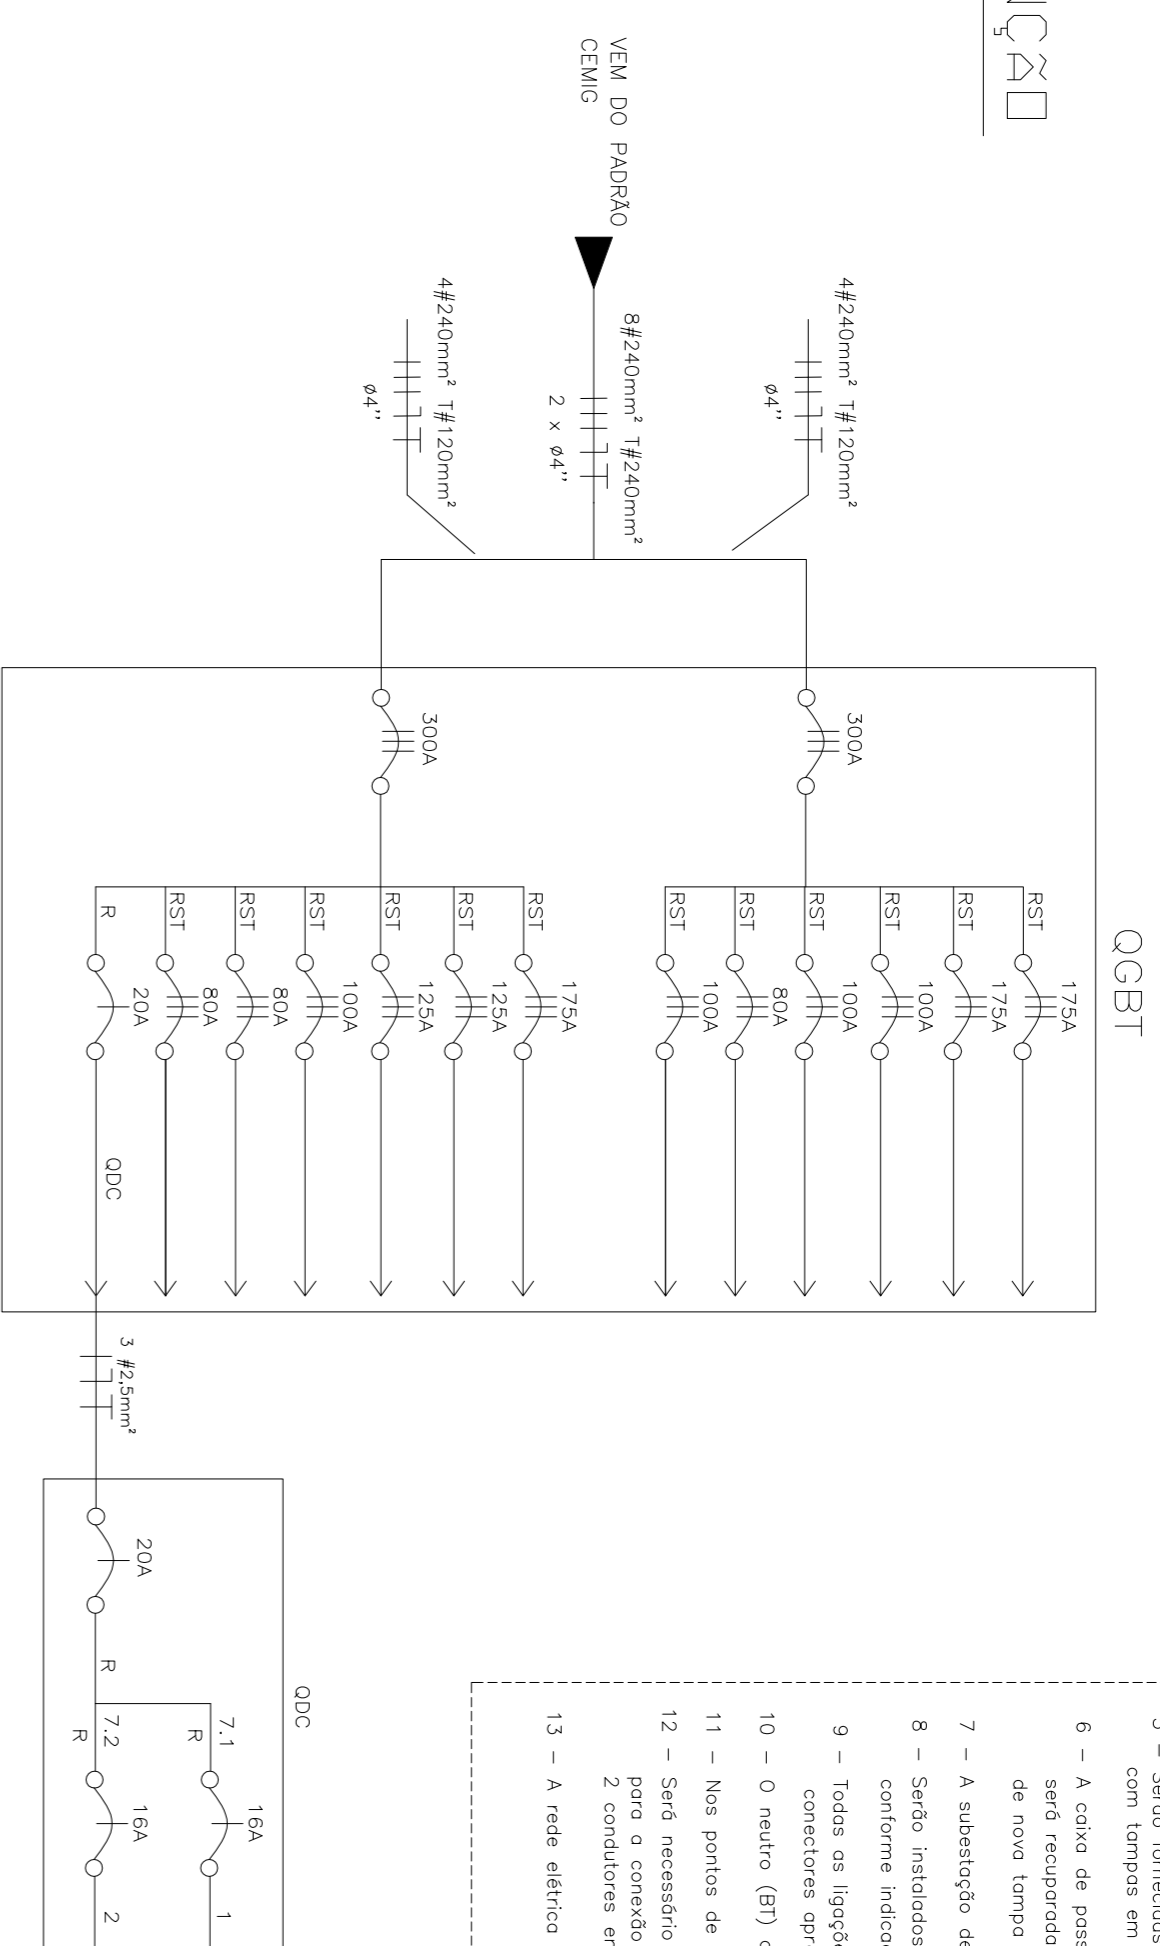 NÇÃO
VEM DO PADRÃO
CEMIG
4#240mm² T#120mm²
ø4''
8#240mm² T#240mm²
2 x ø4''
4#240mm² T#120mm²
ø4''
QGBT
300A
300A
RST 175A
RST 175A
RST 100A
RST 100A
RST 80A
RST 100A
RST 175A
RST 125A
RST 125A
RST 100A
RST 80A
RST 80A
R 20A QDC
3 #2,5mm²
QDC
20A
R
7.1 R 16A 1
7.2 R 16A 2
com tampas em
6 – A caixa de pass
será recuparada
de nova tampa
7 – A subestação de
8 – Serão instalados
conforme indica
9 – Todas as ligaçõe
conectores apr
10 – O neutro (BT)
11 – Nos pontos de
12 – Será necessário
para a conexão
2 condutores e
13 – A rede elétrica